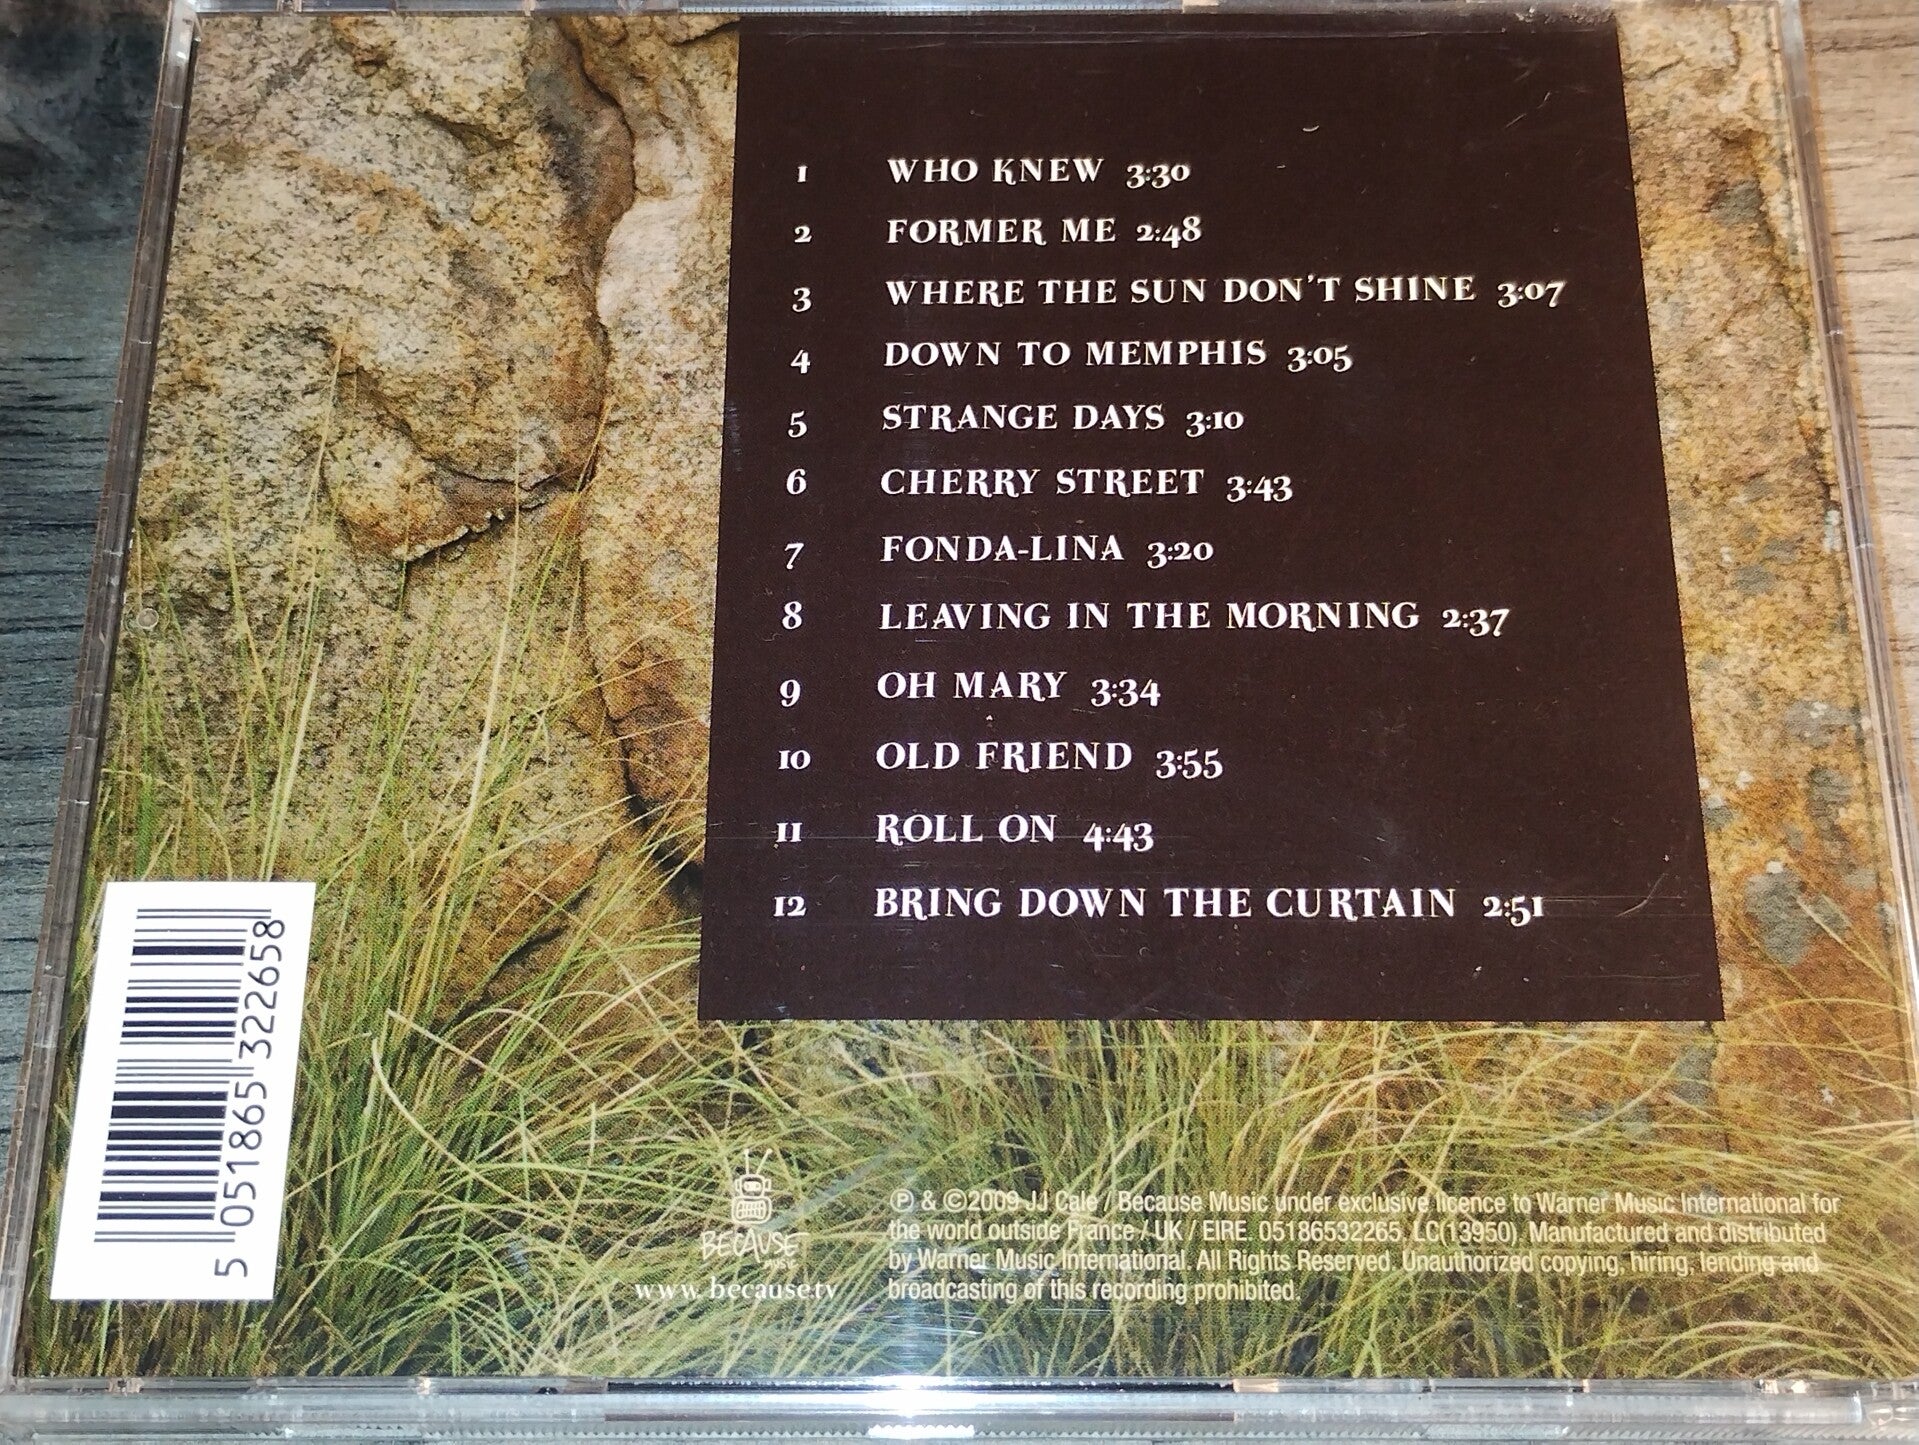 1 WHO KNEW 3:30
2 FORMER ME 2:48
3 WHERE THE SUN DON'T SHINE 3:07
4 DOWN TO MEMPHIS 3:05
5 STRANGE DAYS 3:10
6 CHERRY STREET 3:43
7 FONDA-LINA 3:20
8 LEAVING IN THE MORNING 2:37
9 OH MARY 3:34
10 OLD FRIEND 3:55
11 ROLL ON 4:43
12 BRING DOWN THE CURTAIN 2:51
5 051865 322658
BECAUSE
MUSIC
www.because.tv
℗ & ©2009 JJ Cale / Because Music under exclusive licence to Warner Music International for
the world outside France / UK / EIRE. 05186532265. LC(13950). Manufactured and distributed
by Warner Music International. All Rights Reserved. Unauthorized copying, hiring, lending and
broadcasting of this recording prohibited.